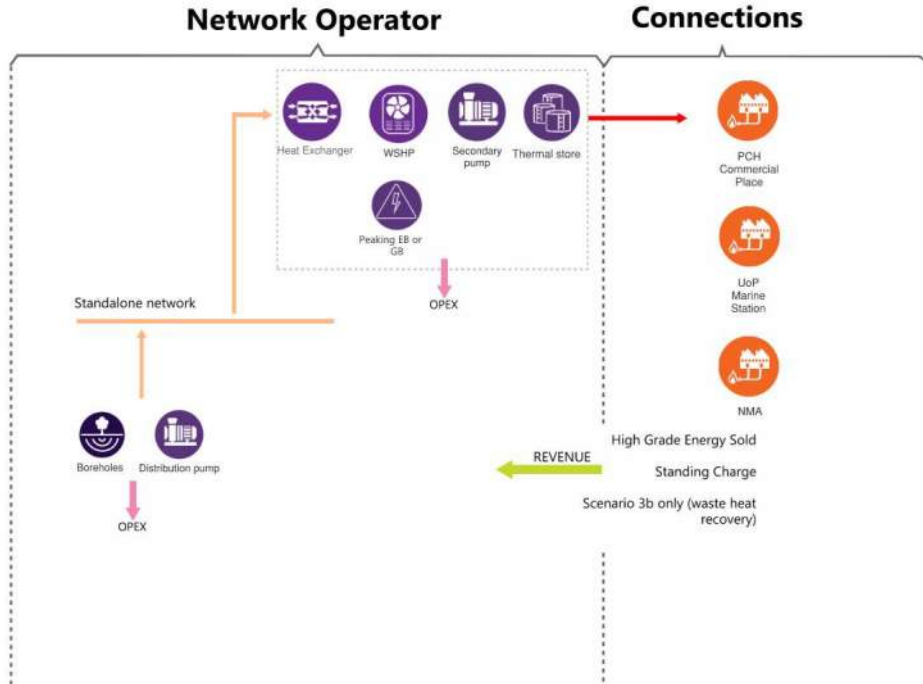 Network Operator
Connections
Heat Exchanger
WSHP
Secondary
pump
Thermal store
Peaking EB or
GB
OPEX
PCH
Commercial
Place
UoP
Marine
Station
NMA
Standalone network
Boreholes
Distribution pump
OPEX
REVENUE
High Grade Energy Sold
Standing Charge
Scenario 3b only (waste heat
recovery)